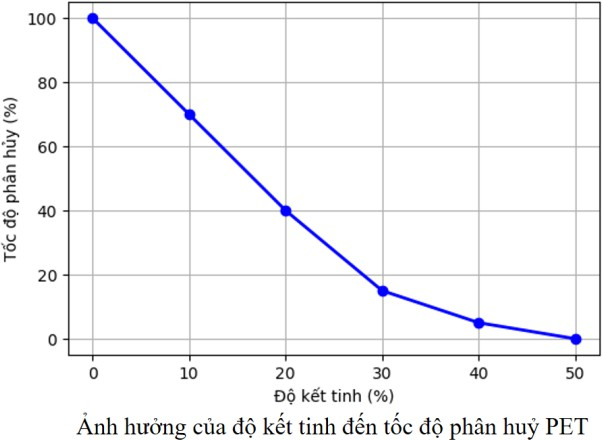 100
80
60
40
20
0
Tốc độ phân hủy (%)
0 10 20 30 40 50
Độ kết tinh (%)
Ảnh hưởng của độ kết tinh đến tốc độ phân huỷ PET